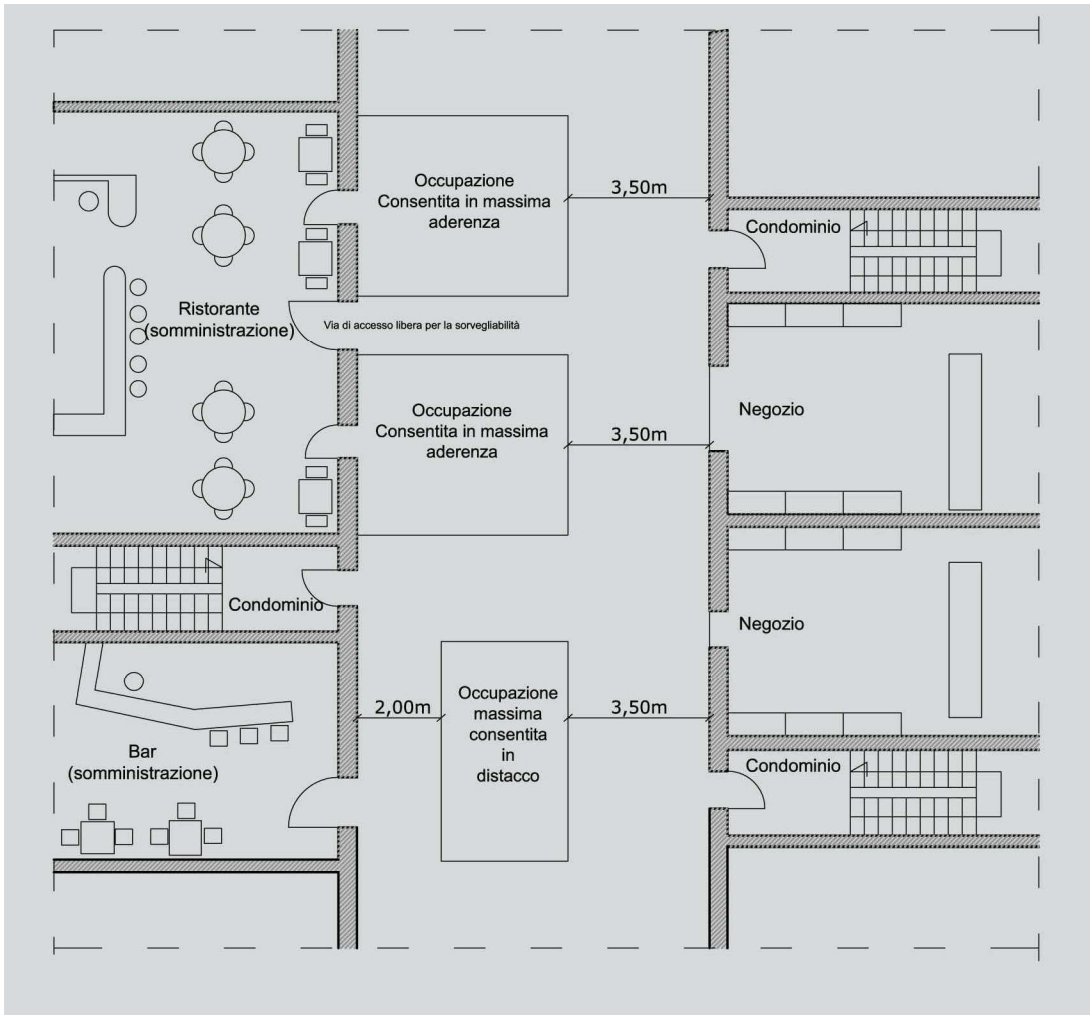 Occupazione
Consentita in massima
aderenza
3,50m
Condominio
Ristorante
(somministrazione)
Via di accesso libera per la sorvegliabilità
Occupazione
Consentita in massima
aderenza
3,50m
Negozio
Condominio
Negozio
2,00m
Occupazione
massima
consentita
in
distacco
3,50m
Bar
(somministrazione)
Condominio